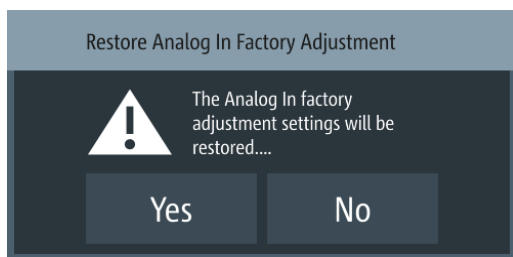 Restore Analog In Factory Adjustment
The Analog In factory
adjustment settings will be
restored....
Yes
No